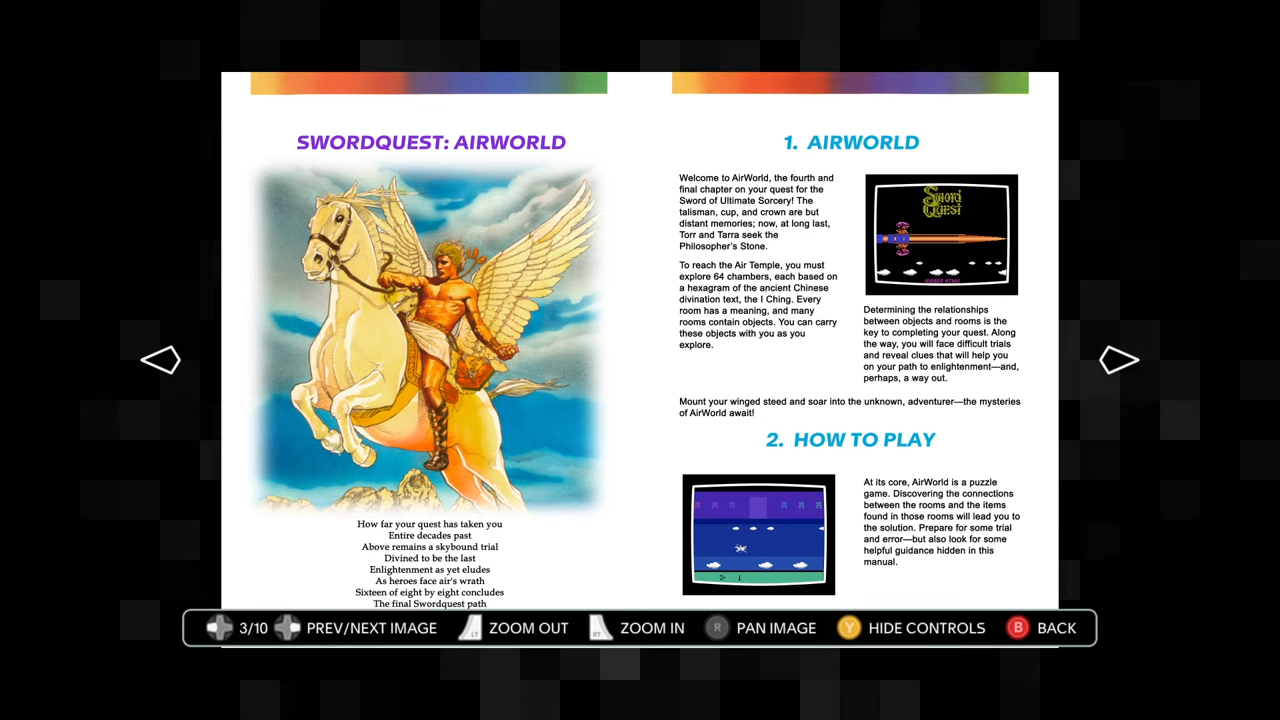 SWORDQUEST: AIRWORLD
How far your quest has taken you
Entire decades past
Above remains a skybound trial
Divined to be the last
Enlightenment as yet eludes
As heroes face air's wrath
Sixteen of eight by eight concludes
The final Swordquest path
1. AIRWORLD
Welcome to AirWorld, the fourth and
final chapter on your quest for the
Sword of Ultimate Sorcery! The
talisman, cup, and crown are but
distant memories; now, at long last,
Torr and Tarra seek the
Philosopher's Stone.
To reach the Air Temple, you must
explore 64 chambers, each based on
a hexagram of the ancient Chinese
divination text, the I Ching. Every
room has a meaning, and many
rooms contain objects. You can carry
these objects with you as you
explore.
SWORD
QUEST
Determining the relationships
between objects and rooms is the
key to completing your quest. Along
the way, you will face difficult trials
and reveal clues that will help you
on your path to enlightenment—and,
perhaps, a way out.
Mount your winged steed and soar into the unknown, adventurer—the mysteries
of AirWorld await!
2. HOW TO PLAY
At its core, AirWorld is a puzzle
game. Discovering the connections
between the rooms and the items
found in those rooms will lead you to
the solution. Prepare for some trial
and error—but also look for some
helpful guidance hidden in this
manual.
3/10 PREV/NEXT IMAGE LT ZOOM OUT RT ZOOM IN R PAN IMAGE Y HIDE CONTROLS B BACK